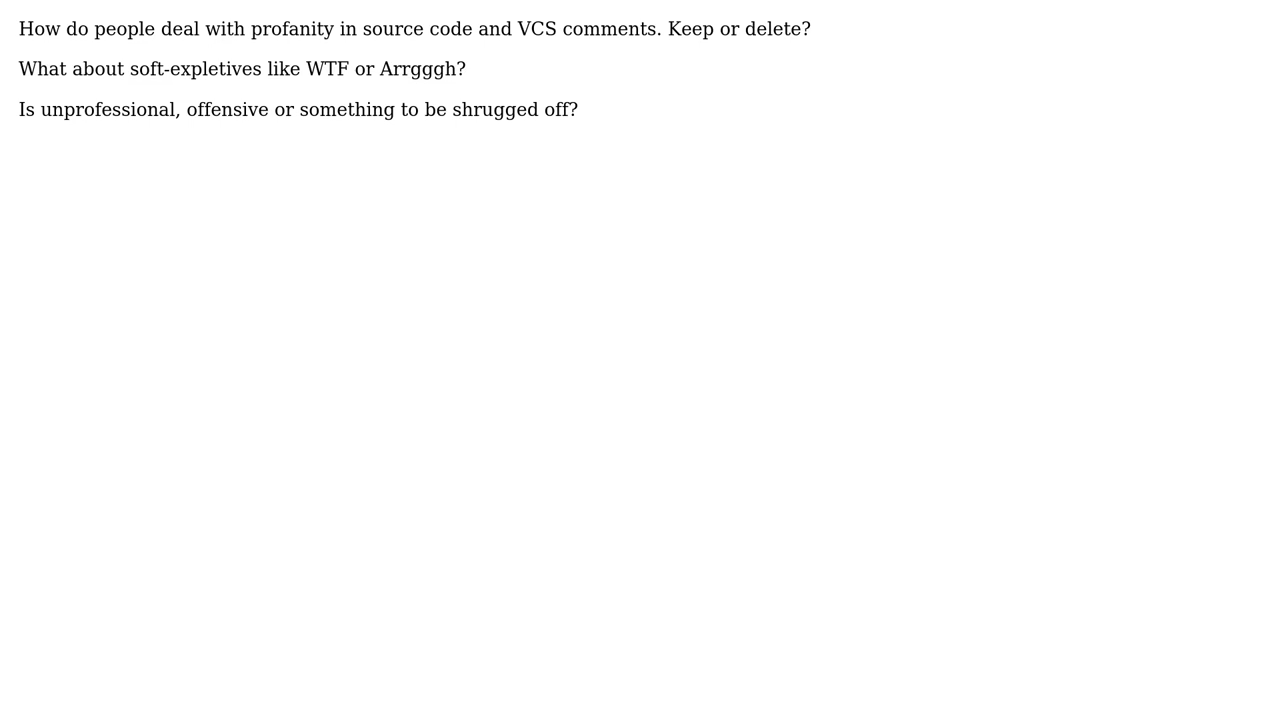 How do people deal with profanity in source code and VCS comments. Keep or delete?
What about soft-expletives like WTF or Arrgggh?
Is unprofessional, offensive or something to be shrugged off?